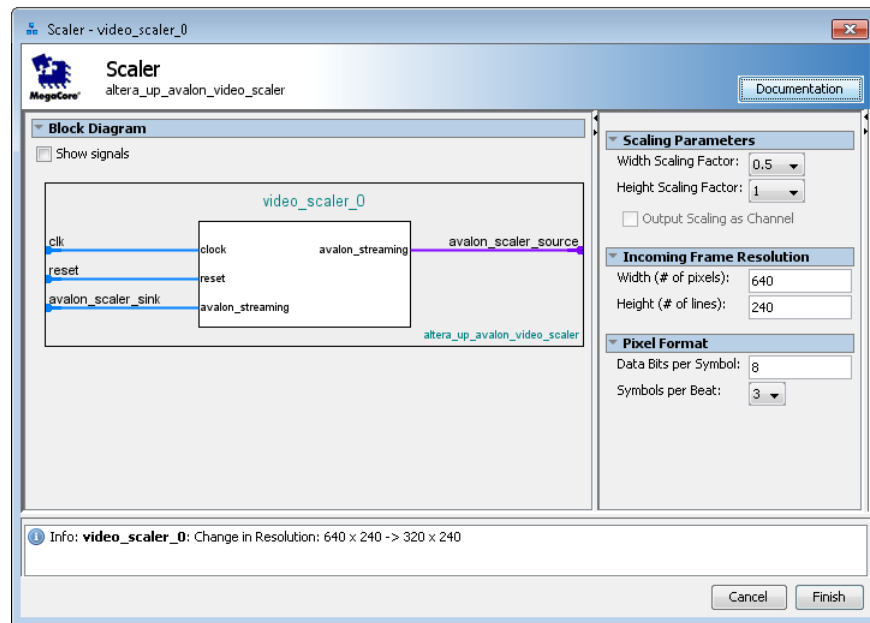 Scaler - video_scaler_0
MegaCore'
Scaler
altera_up_avalon_video_scaler
Documentation
Block Diagram
Show signals
video_scaler_0
clk
clock
avalon_streaming
avalon_scaler_source
reset
reset
avalon_scaler_sink
avalon_streaming
altera_up_avalon_video_scaler
Scaling Parameters
Width Scaling Factor: 0.5
Height Scaling Factor: 1
Output Scaling as Channel
Incoming Frame Resolution
Width (# of pixels): 640
Height (# of lines): 240
Pixel Format
Data Bits per Symbol: 8
Symbols per Beat: 3
Info: video_scaler_0: Change in Resolution: 640 x 240 -> 320 x 240
Cancel
Finish